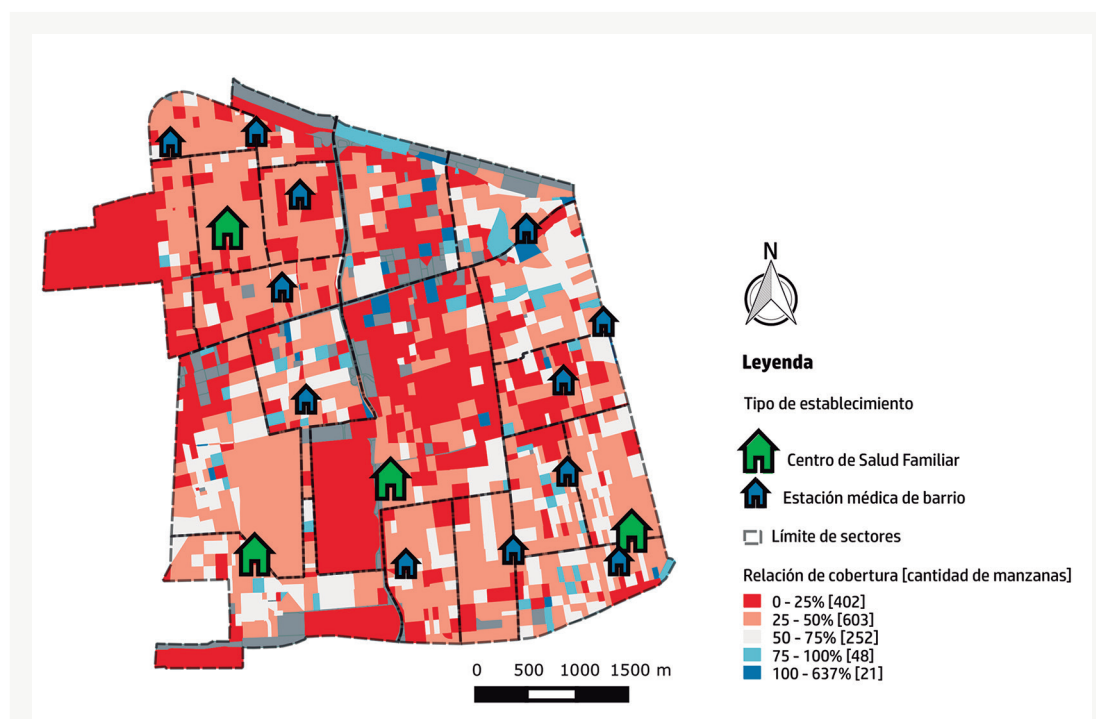 N
Leyenda
Tipo de establecimiento
Centro de Salud Familiar
Estación médica de barrio
Límite de sectores
Relación de cobertura [cantidad de manzanas]
0 - 25% [402]
25 - 50% [603]
50 - 75% [252]
75 - 100% [48]
100 - 637% [21]
0 500 1000 1500 m